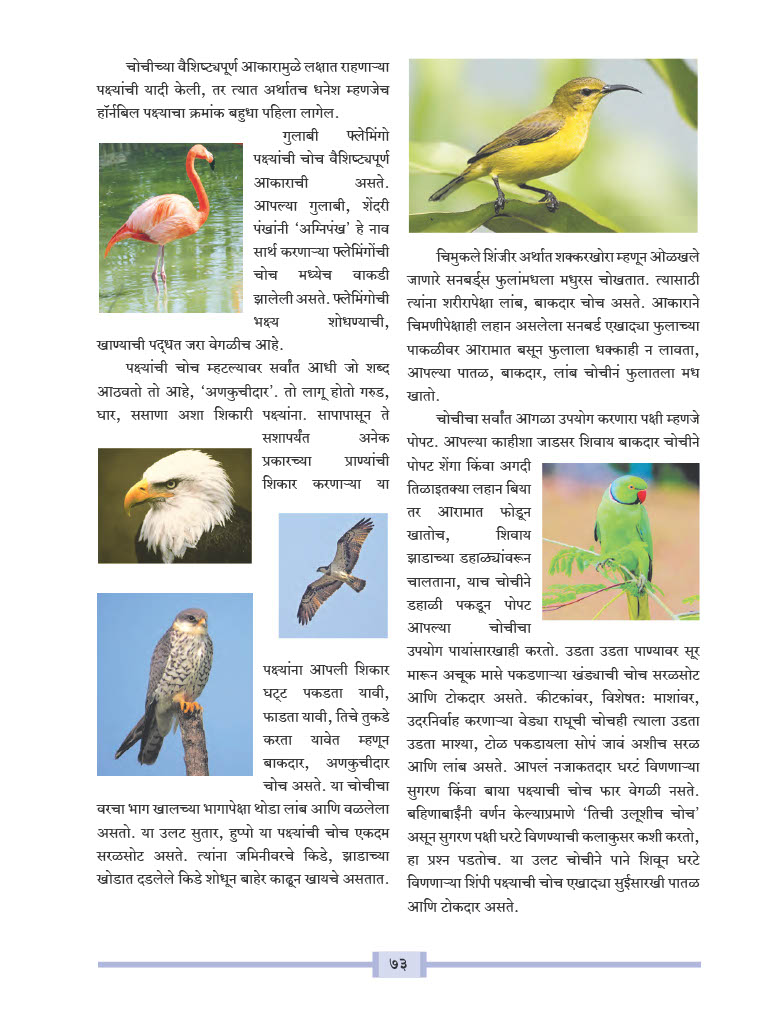 चोचीच्या वैशिष्ट्यपूर्ण आकारामुळे लक्षात राहणाऱ्या
पक्ष्यांची यादी केली, तर त्यात अर्थातच धनेश म्हणजेच
हॉर्नबिल पक्ष्याचा क्रमांक बहुधा पहिला लागेल.
गुलाबी फ्लेमिंगो
पक्ष्यांची चोच वैशिष्ट्यपूर्ण
आकाराची असते.
आपल्या गुलाबी, शेंदरी
पंखांनी ‘अग्निपंख’ हे नाव
सार्थ करणाऱ्या फ्लेमिंगोंची
चोच मध्येच वाकडी
झालेली असते. फ्लेमिंगोची
भक्ष्य शोधण्याची,
खाण्याची पद्धत जरा वेगळीच आहे.
पक्ष्यांची चोच म्हटल्यावर सर्वांत आधी जो शब्द
आठवतो तो आहे, ‘अणकुचीदार’. तो लागू होतो गरुड,
घार, ससाणा अशा शिकारी पक्ष्यांना. सापापासून ते
सशापर्यंत अनेक
प्रकारच्या प्राण्यांची
शिकार करणाऱ्या या
पक्ष्यांना आपली शिकार
घट्ट पकडता यावी,
फाडता यावी, तिचे तुकडे
करता यावेत म्हणून
बाकदार, अणकुचीदार
चोच असते. या चोचीचा
वरचा भाग खालच्या भागापेक्षा थोडा लांब आणि वळलेला
असतो. या उलट सुतार, हुप्पो या पक्ष्यांची चोच एकदम
सरळसोट असते. त्यांना जमिनीवरचे किडे, झाडाच्या
खोडात दडलेले किडे शोधून बाहेर काढून खायचे असतात.
चिमुकले शिंजीर अर्थात शक्करखोरा म्हणून ओळखले
जाणारे सनबर्ड्स फुलांमधला मधुरस चोखतात. त्यासाठी
त्यांना शरीरापेक्षा लांब, बाकदार चोच असते. आकाराने
चिमणीपेक्षाही लहान असलेला सनबर्ड एखाद्या फुलाच्या
पाकळीवर आरामात बसून फुलाला धक्काही न लावता,
आपल्या पातळ, बाकदार, लांब चोचीनं फुलातला मध
खातो.
चोचीचा सर्वांत आगळा उपयोग करणारा पक्षी म्हणजे
पोपट. आपल्या काहीशा जाडसर शिवाय बाकदार चोचीने
पोपट शेंगा किंवा अगदी
तिळाइतक्या लहान बिया
तर आरामात फोडून
खातोच, शिवाय
झाडाच्या डहाळ्यांवरून
चालताना, याच चोचीने
डहाळी पकडून पोपट
आपल्या चोचीचा
उपयोग पायांसारखाही करतो. उडता उडता पाण्यावर सूर
मारून अचूक मासे पकडणाऱ्या खंड्याची चोच सरळसोट
आणि टोकदार असते. कीटकांवर, विशेषत: माशांवर,
उदरनिर्वाह करणाऱ्या वेड्या राघूची चोचही त्याला उडता
उडता माश्या, टोळ पकडायला सोपं जावं अशीच सरळ
आणि लांब असते. आपलं नजाकतदार घरटं विणणाऱ्या
सुगरण किंवा बाया पक्ष्याची चोच फार वेगळी नसते.
बहिणाबाईंनी वर्णन केल्याप्रमाणे ‘तिची उलूशीच चोच’
असून सुगरण पक्षी घरटे विणण्याची कलाकुसर कशी करतो,
हा प्रश्न पडतोच. या उलट चोचीने पाने शिवून घरटे
विणणाऱ्या शिंपी पक्ष्याची चोच एखाद्या सुईसारखी पातळ
आणि टोकदार असते.
७३